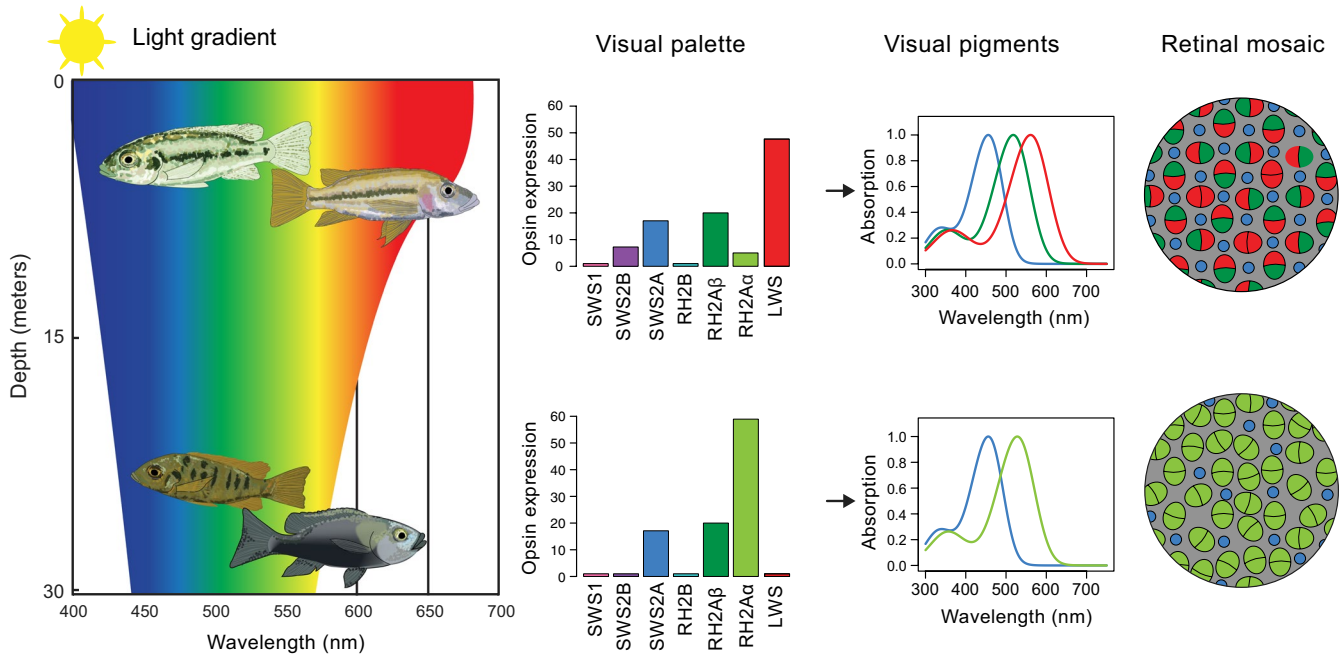 Light gradient
Visual palette
Visual pigments
Retinal mosaic
Depth (meters)
0
15
30
400 450 500 550 600 650 700
Wavelength (nm)
Opsin expression
60
50
40
30
20
10
0
SWS1
SWS2B
SWS2A
RH2B
RH2Aβ
RH2Aα
LWS
Absorption
1.0
0.8
0.6
0.4
0.2
0.0
300 400 500 600 700
Wavelength (nm)
Opsin expression
60
50
40
30
20
10
0
SWS1
SWS2B
SWS2A
RH2B
RH2Aβ
RH2Aα
LWS
Absorption
1.0
0.8
0.6
0.4
0.2
0.0
300 400 500 600 700
Wavelength (nm)